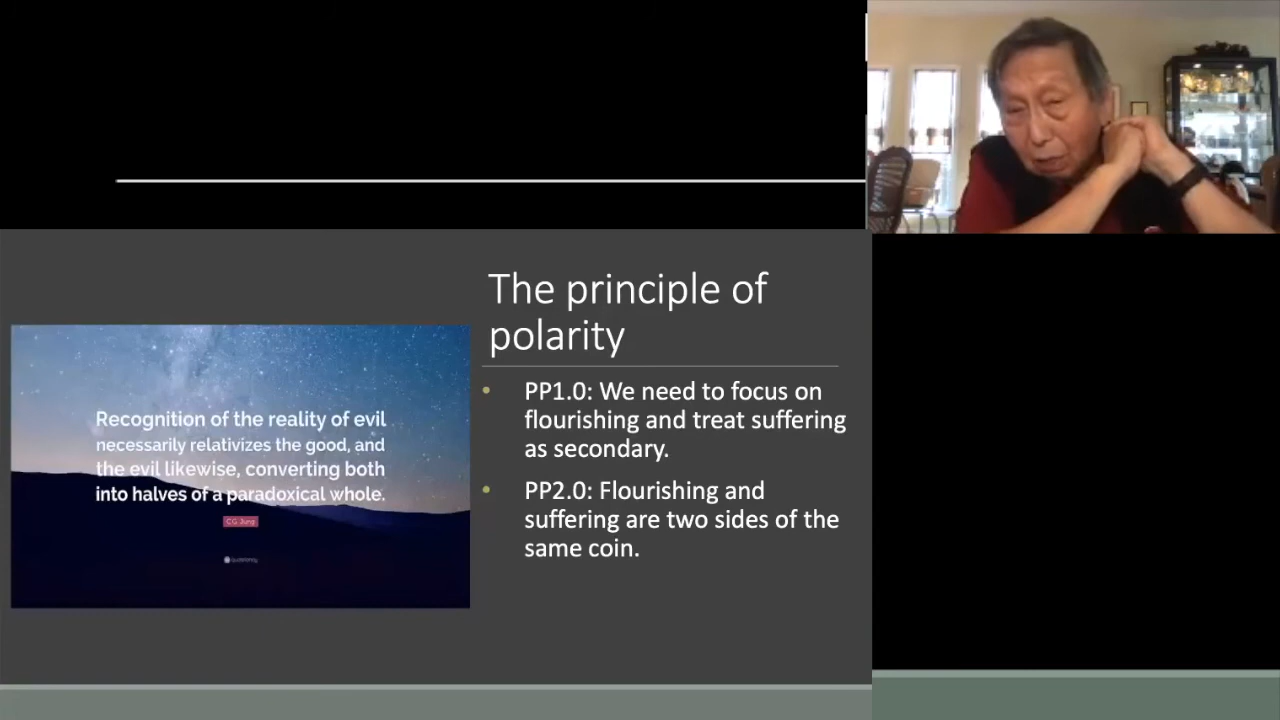 The principle of
polarity
PP1.0: We need to focus on
flourishing and treat suffering
as secondary.
PP2.0: Flourishing and
suffering are two sides of the
same coin.
Recognition of the reality of evil
necessarily relativizes the good, and
the evil likewise, converting both
into halves of a paradoxical whole.
C.G. Jung